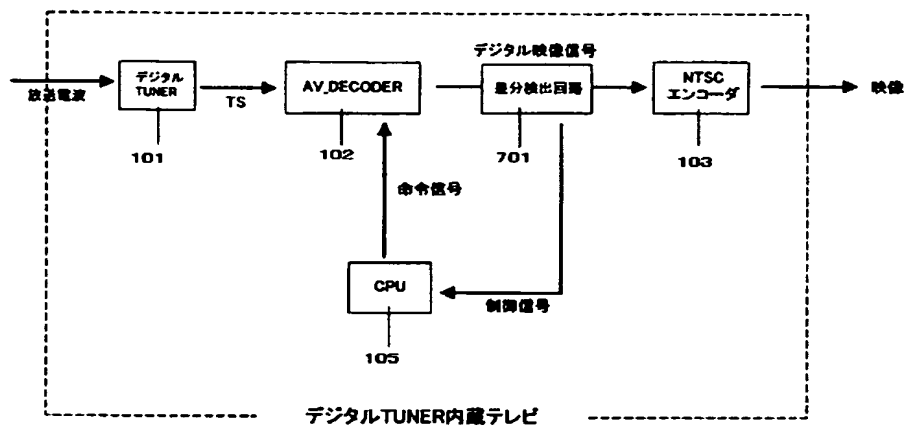 デジタル映像信号
放送電波
デジタル
TUNER
TS
AV_DECODER
差分検出回路
NTSC
エンコーダ
映像
101
102
701
103
命令信号
CPU
制御信号
105
デジタルTUNER内蔵テレビ